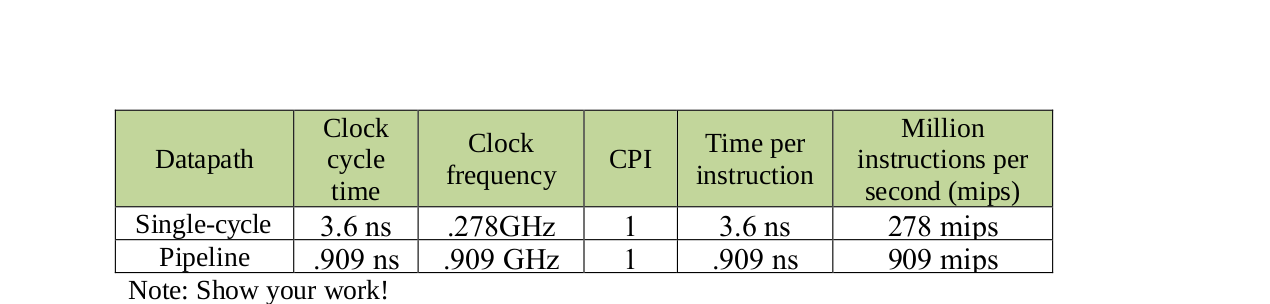 Datapath
Clock
cycle
time
Clock
frequency
CPI
Time per
instruction
Million
instructions per
second (mips)
Single-cycle 3.6 ns .278GHz 1 3.6 ns 278 mips
Pipeline .909 ns .909 GHz 1 .909 ns 909 mips
Note: Show your work!